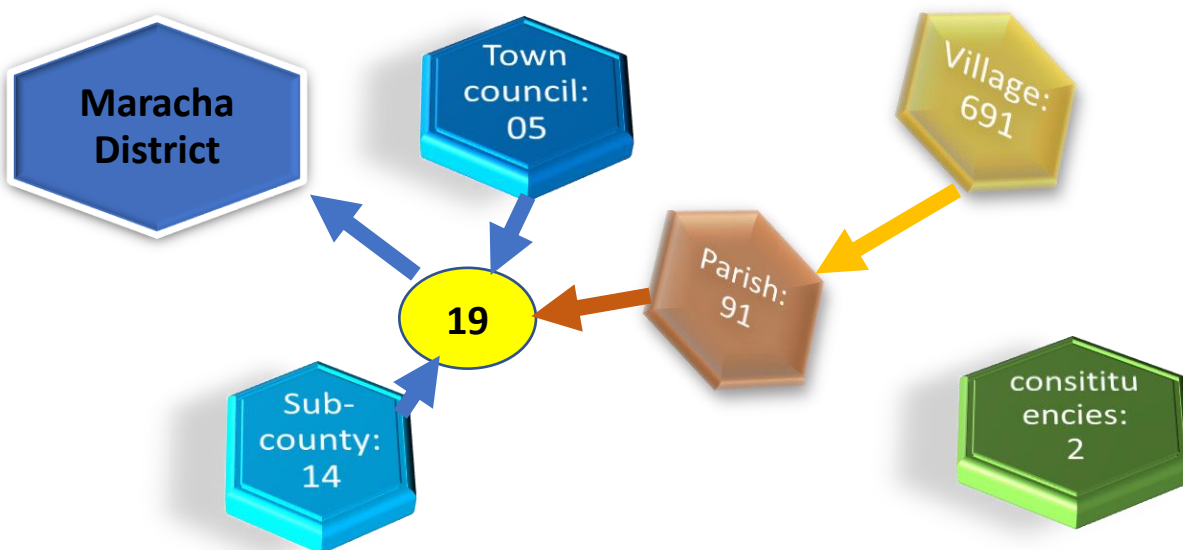 Maracha
District
Town
council:
05
Village:
691
Parish:
91
19
Sub-
county:
14
consititu
encies:
2